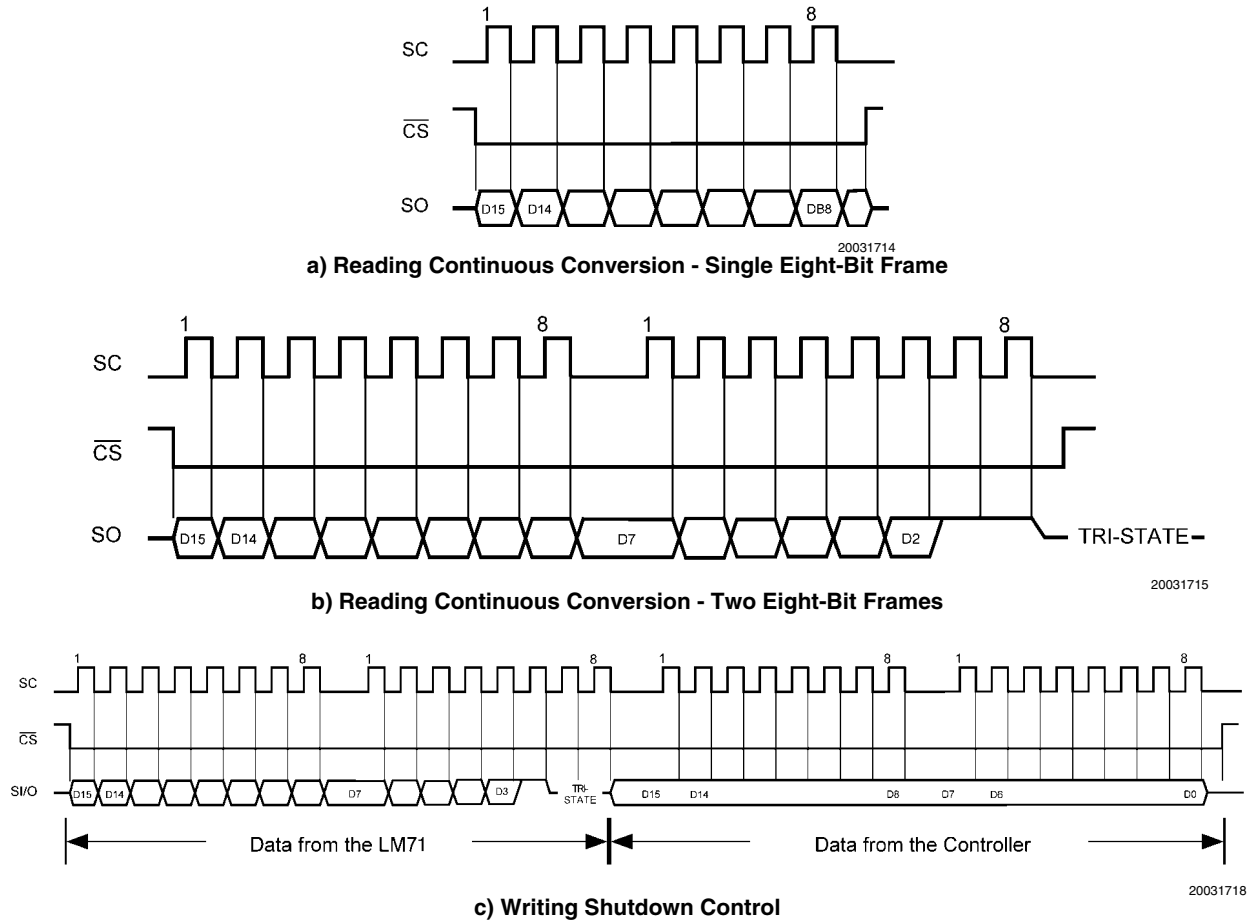 1 8
SC
CS
SO D15 D14 DB8
20031714
a) Reading Continuous Conversion - Single Eight-Bit Frame
1 8 1 8
SC
CS
SO D15 D14 D7 D2 TRI-STATE
20031715
b) Reading Continuous Conversion - Two Eight-Bit Frames
1 8 1 8 1 8 1 8
SC
CS
SI/O D15 D14 D7 D3 TRI-STATE D15 D14 D8 D7 D6 D0
Data from the LM71 Data from the Controller
20031718
c) Writing Shutdown Control